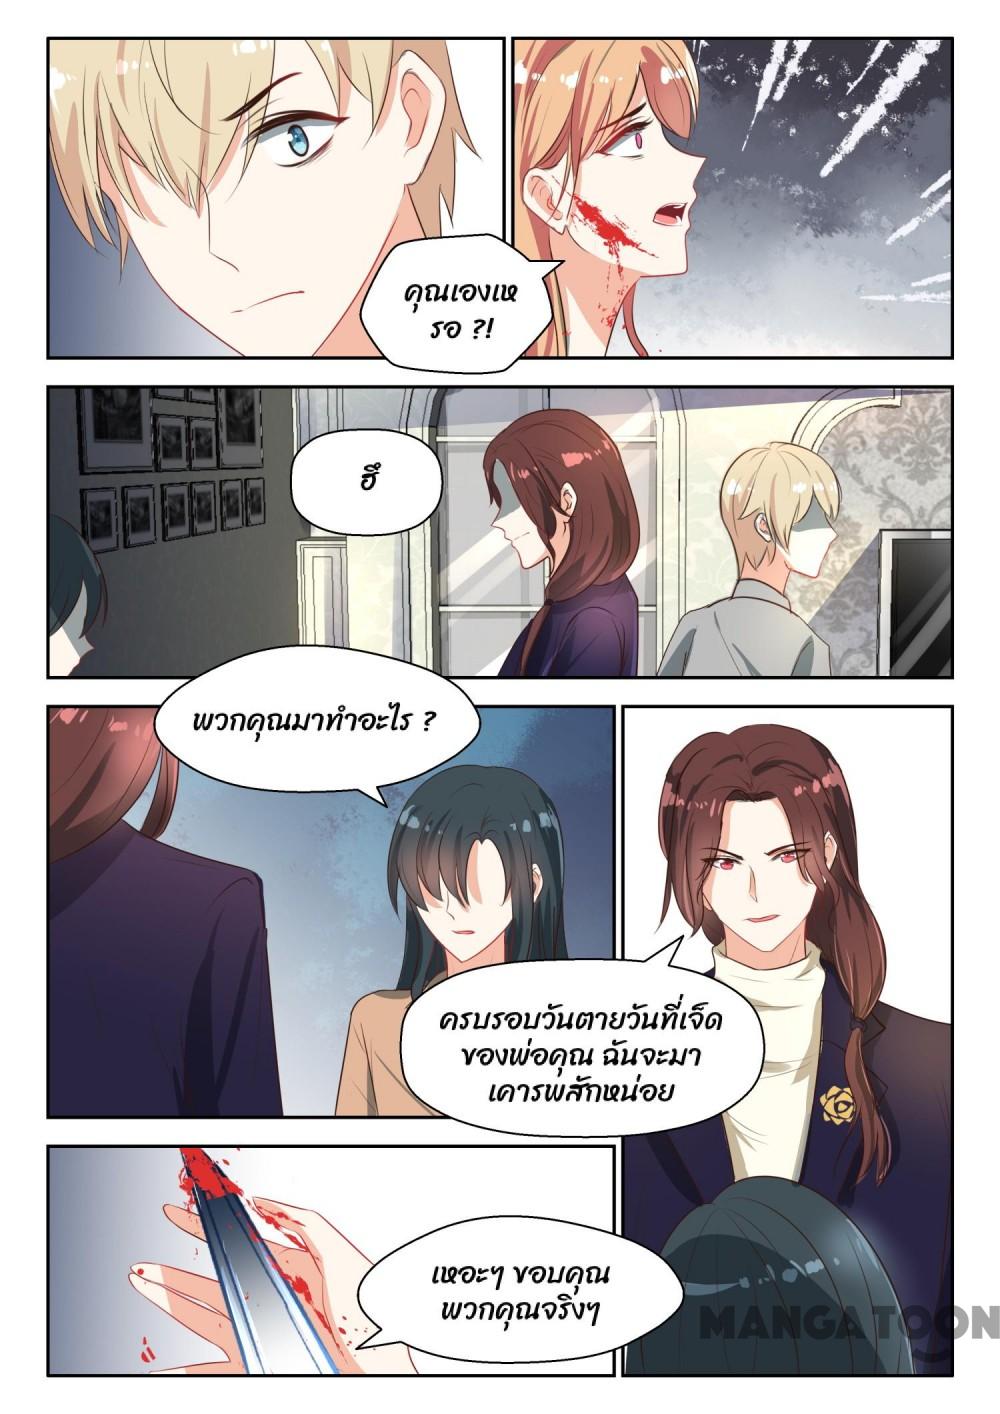 คุณเองเห
รอ ?!
ฮึ
พวกคุณมาทำอะไร ?
ครบรอบวันตายวันที่เจ็ด
ของพ่อคุณ ฉันจะมา
เคารพสักหน่อย
เหอะๆ ขอบคุณ
พวกคุณจริงๆ
MANGATOON